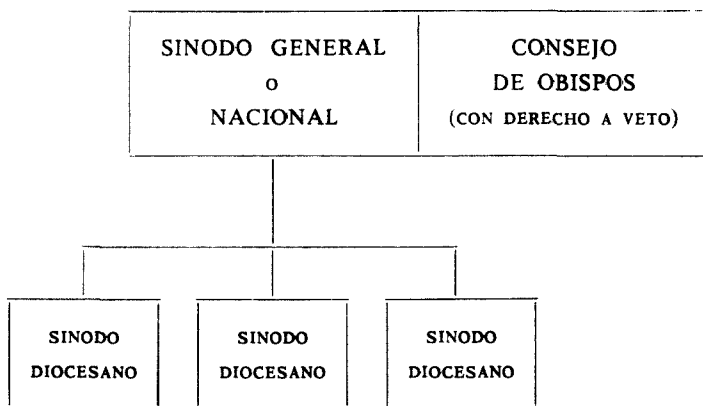 SINODO GENERAL
o
NACIONAL
CONSEJO
DE OBISPOS
(CON DERECHO A VETO)
SINODO
DIOCESANO
SINODO
DIOCESANO
SINODO
DIOCESANO